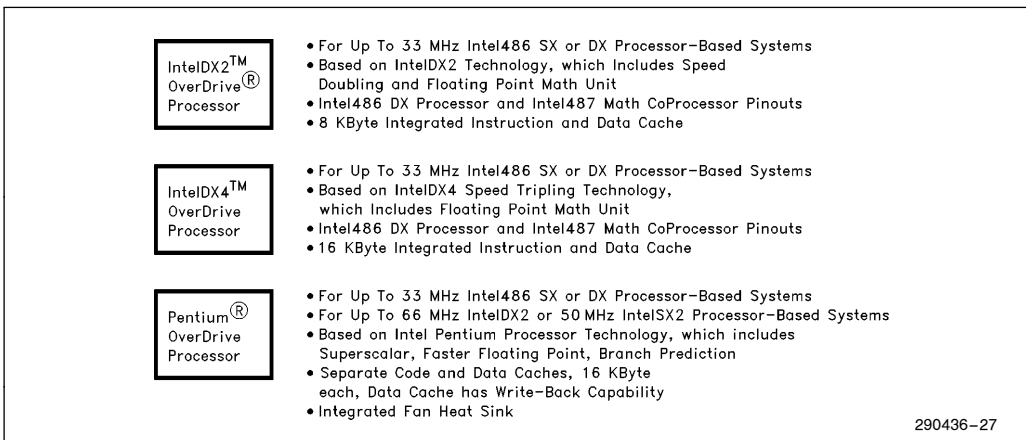 IntelDX2™
OverDrive®
Processor
• For Up To 33 MHz Intel486 SX or DX Processor-Based Systems
• Based on IntelDX2 Technology, which Includes Speed
Doubling and Floating Point Math Unit
• Intel486 DX Processor and Intel487 Math CoProcessor Pinouts
• 8 KByte Integrated Instruction and Data Cache
IntelDX4™
OverDrive
Processor
• For Up To 33 MHz Intel486 SX or DX Processor-Based Systems
• Based on IntelDX4 Speed Tripling Technology,
which Includes Floating Point Math Unit
• Intel486 DX Processor and Intel487 Math CoProcessor Pinouts
• 16 KByte Integrated Instruction and Data Cache
Pentium®
OverDrive
Processor
• For Up To 33 MHz Intel486 SX or DX Processor-Based Systems
• For Up To 66 MHz IntelDX2 or 50 MHz IntelSX2 Processor-Based Systems
• Based on Intel Pentium Processor Technology, which includes
Superscalar, Faster Floating Point, Branch Prediction
• Separate Code and Data Caches, 16 KByte
each, Data Cache has Write-Back Capability
• Integrated Fan Heat Sink
290436-27